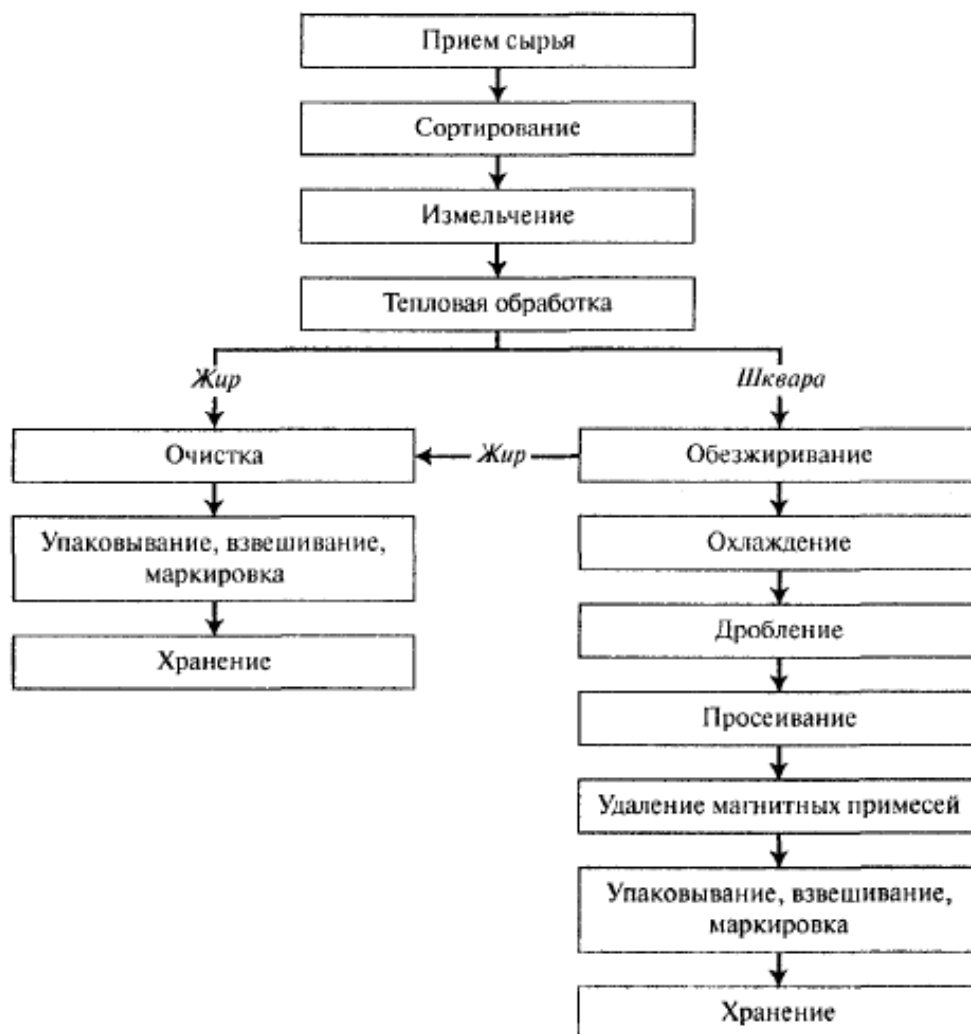 Прием сырья
Сортирование
Измельчение
Тепловая обработка
Жир
Шквара
Очистка
Жир
Обезжиривание
Упаковывание, взвешивание,
маркировка
Охлаждение
Дробление
Хранение
Просеивание
Удаление магнитных примесей
Упаковывание, взвешивание,
маркировка
Хранение